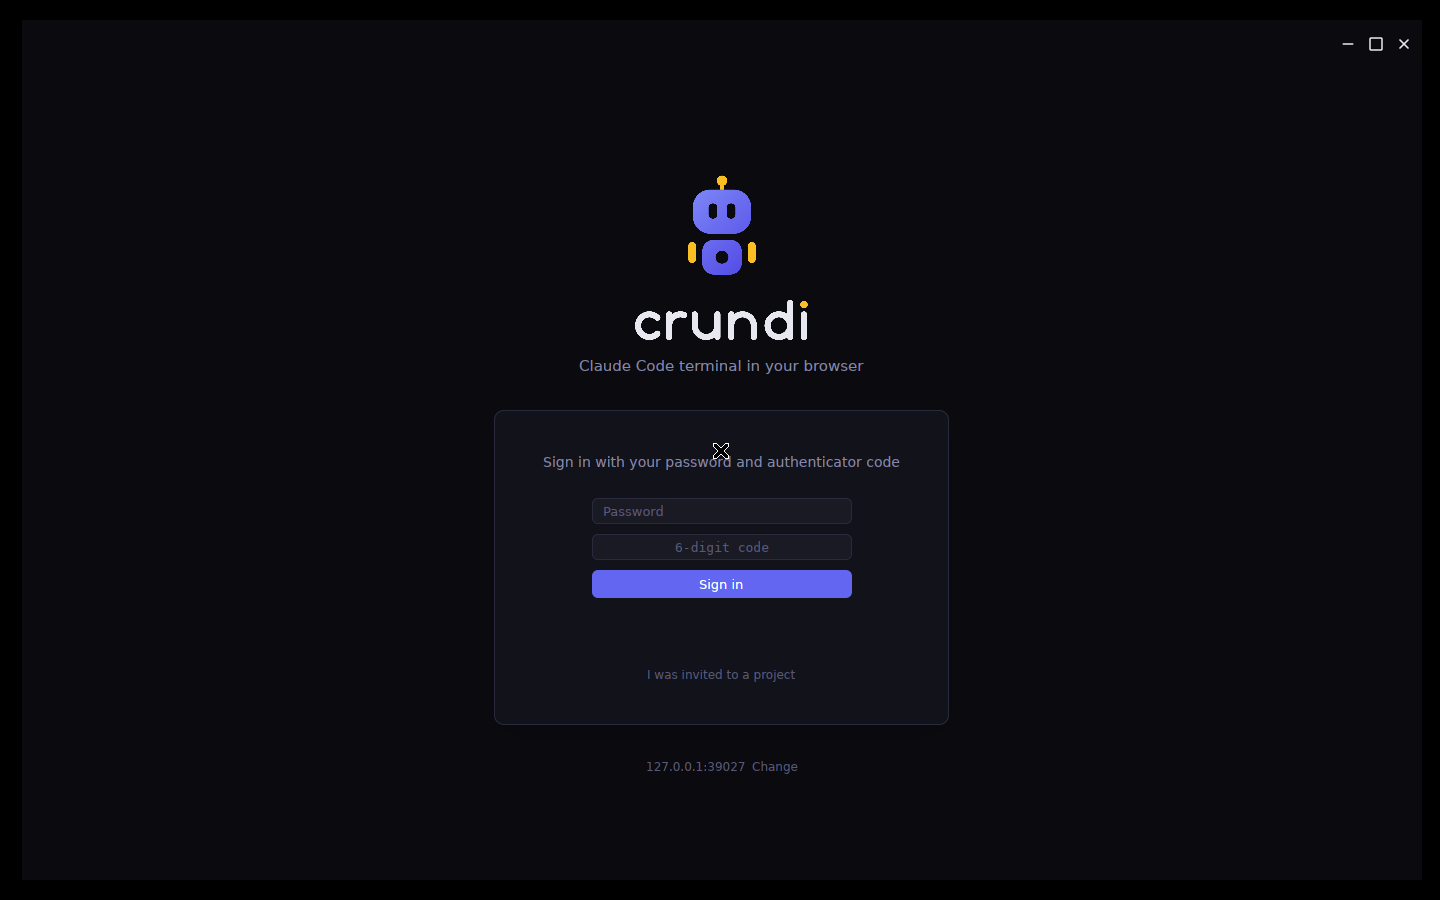 crundi
Claude Code terminal in your browser
Sign in with your password and authenticator code
Password
6-digit code
Sign in
I was invited to a project
127.0.0.1:39027 Change